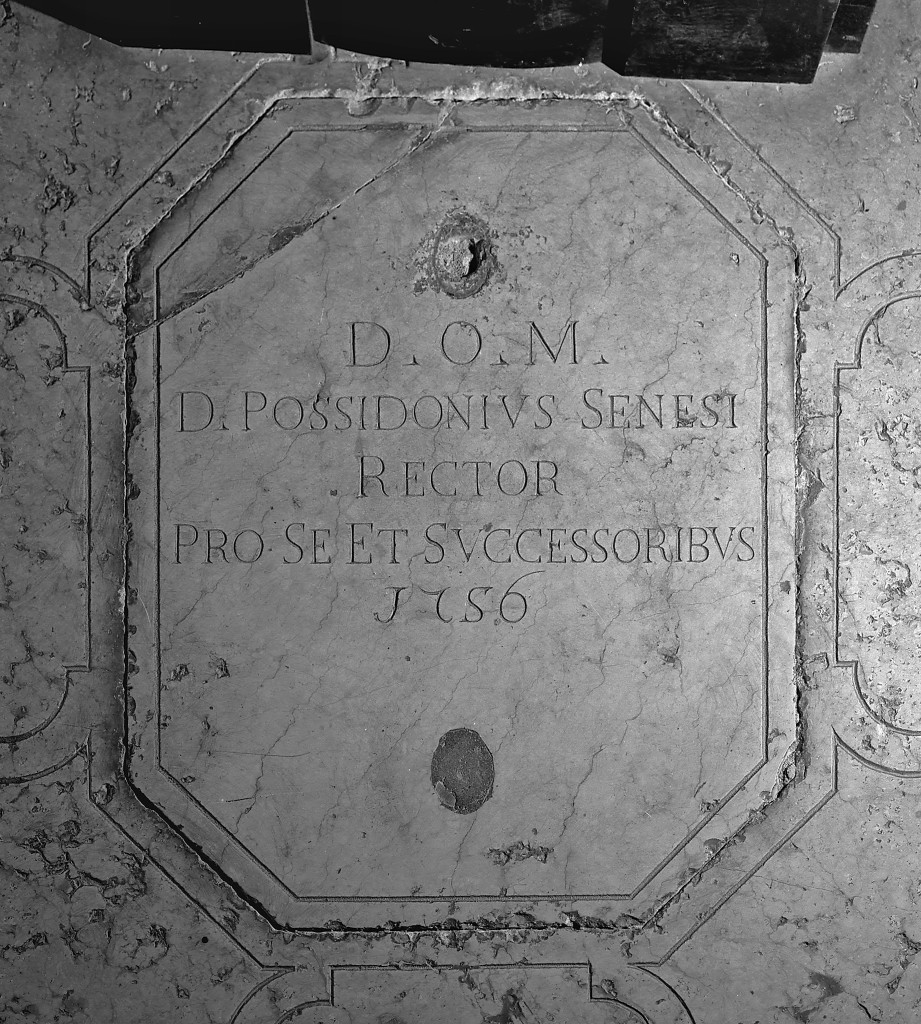 D.O.M.
D. POSSIDONIVS SENESI
RECTOR
PRO SE ET SVCCESSORIBVS
1756